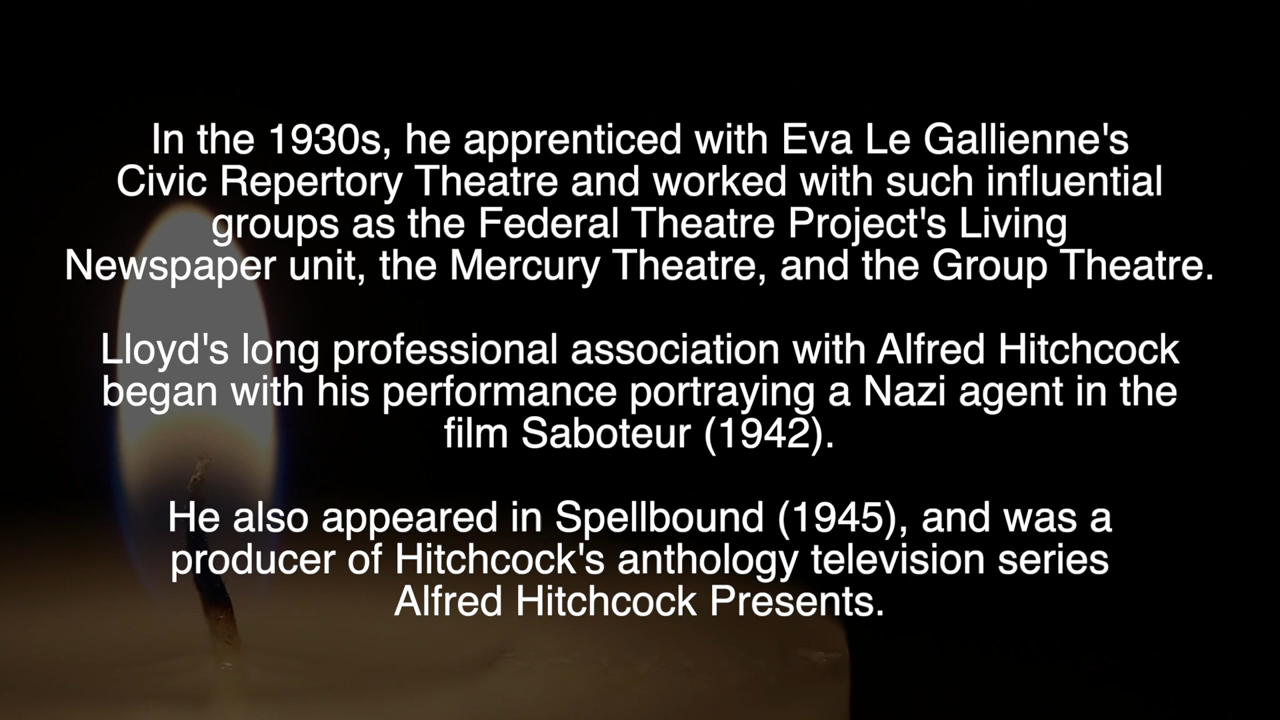 In the 1930s, he apprenticed with Eva Le Gallienne's
Civic Repertory Theatre and worked with such influential
groups as the Federal Theatre Project's Living
Newspaper unit, the Mercury Theatre, and the Group Theatre.
Lloyd's long professional association with Alfred Hitchcock
began with his performance portraying a Nazi agent in the
film Saboteur (1942).
He also appeared in Spellbound (1945), and was a
producer of Hitchcock's anthology television series
Alfred Hitchcock Presents.